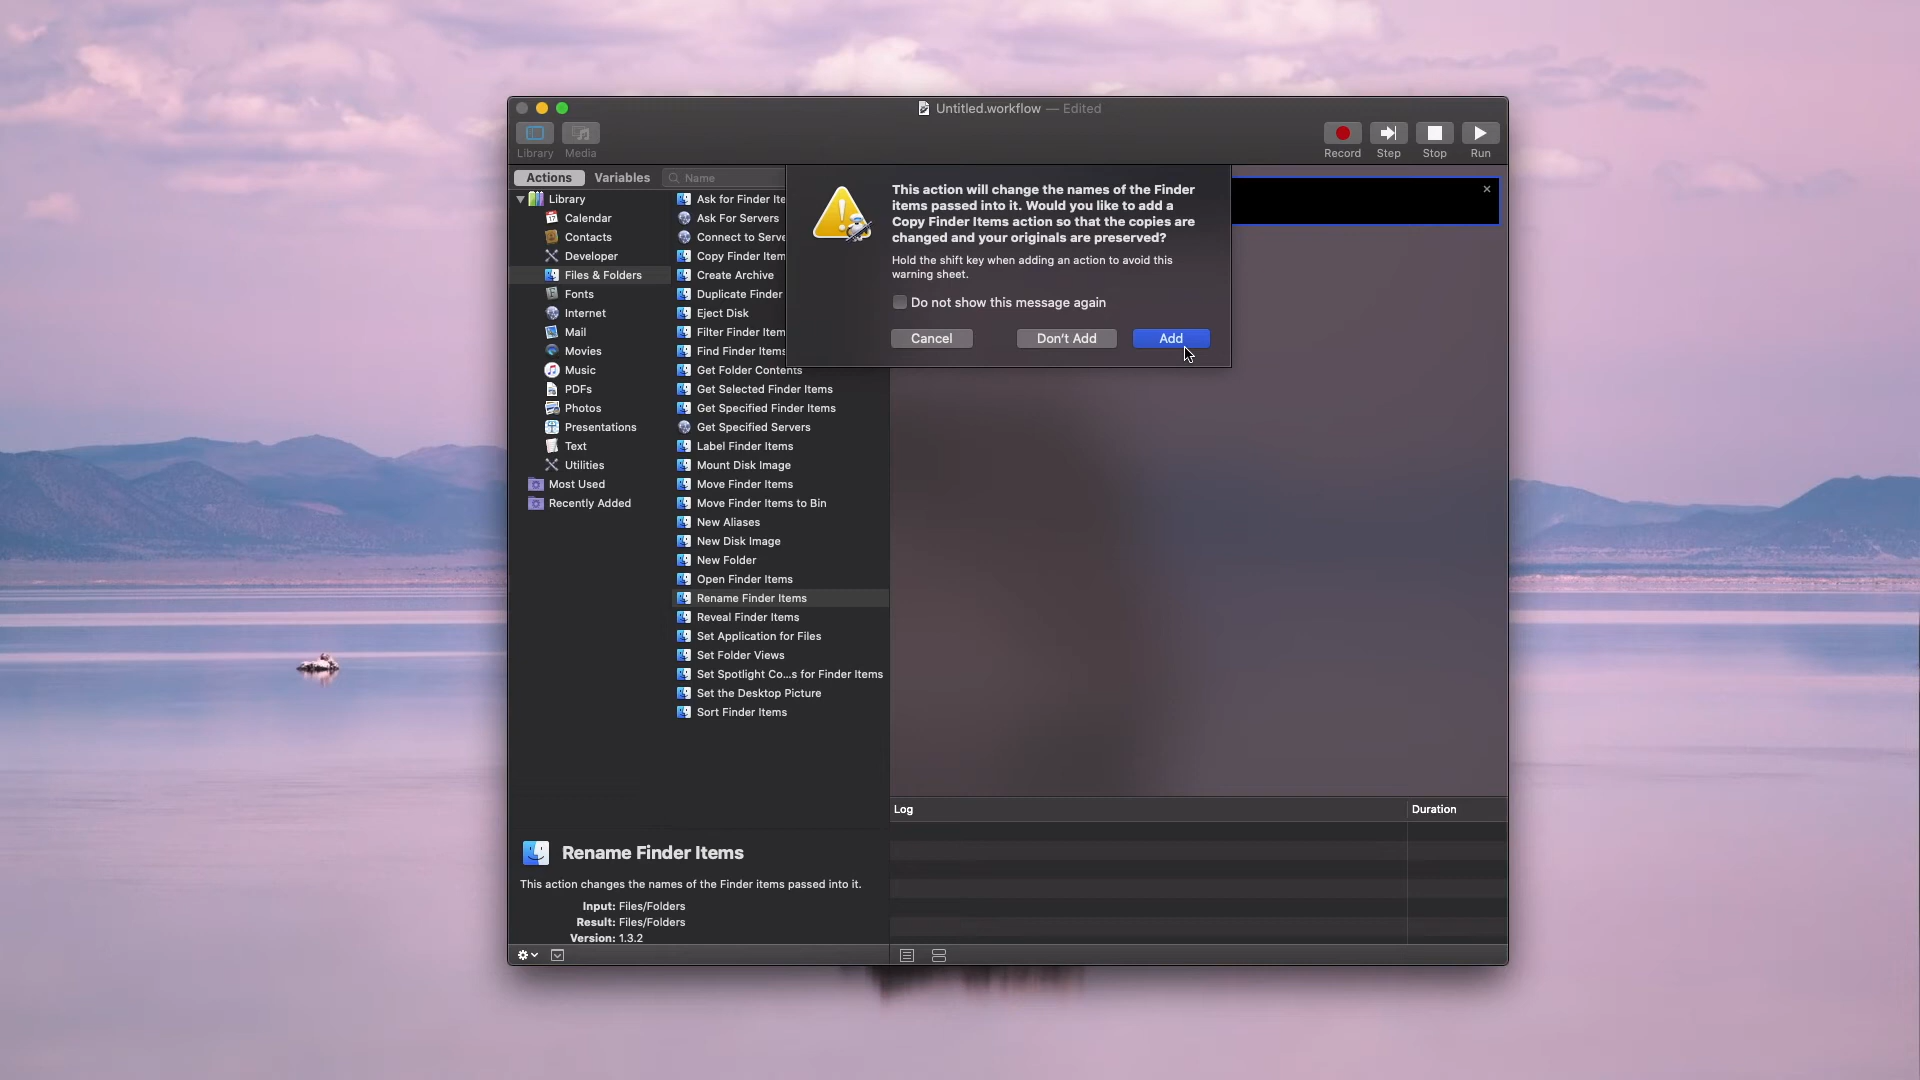 Untitled.workflow — Edited
Library
Media
Record
Step
Stop
Run
Actions
Variables
Name
Library
Calendar
Contacts
Developer
Files & Folders
Fonts
Internet
Mail
Movies
Music
PDFs
Photos
Presentations
Text
Utilities
Most Used
Recently Added
Ask for Finder Ite
Ask For Servers
Connect to Serve
Copy Finder Item
Create Archive
Duplicate Finder
Eject Disk
Filter Finder Item
Find Finder Items
Get Folder Contents
Get Selected Finder Items
Get Specified Finder Items
Get Specified Servers
Label Finder Items
Mount Disk Image
Move Finder Items
Move Finder Items to Bin
New Aliases
New Disk Image
New Folder
Open Finder Items
Rename Finder Items
Reveal Finder Items
Set Application for Files
Set Folder Views
Set Spotlight Co...s for Finder Items
Set the Desktop Picture
Sort Finder Items
This action will change the names of the Finder
items passed into it. Would you like to add a
Copy Finder Items action so that the copies are
changed and your originals are preserved?
Hold the shift key when adding an action to avoid this
warning sheet.
Do not show this message again
Cancel
Don't Add
Add
Log
Duration
Rename Finder Items
This action changes the names of the Finder items passed into it.
Input: Files/Folders
Result: Files/Folders
Version: 1.3.2